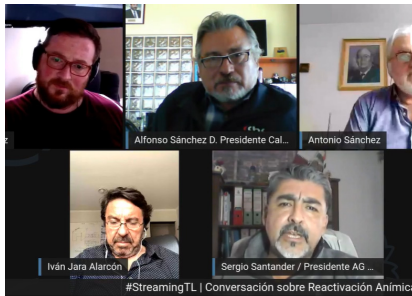 z
Alfonso Sánchez D. Presidente Cal...
Antonio Sánchez
Iván Jara Alarcón
Sergio Santander / Presidente AG ...
#StreamingTL | Conversación sobre Reactivación Anímica